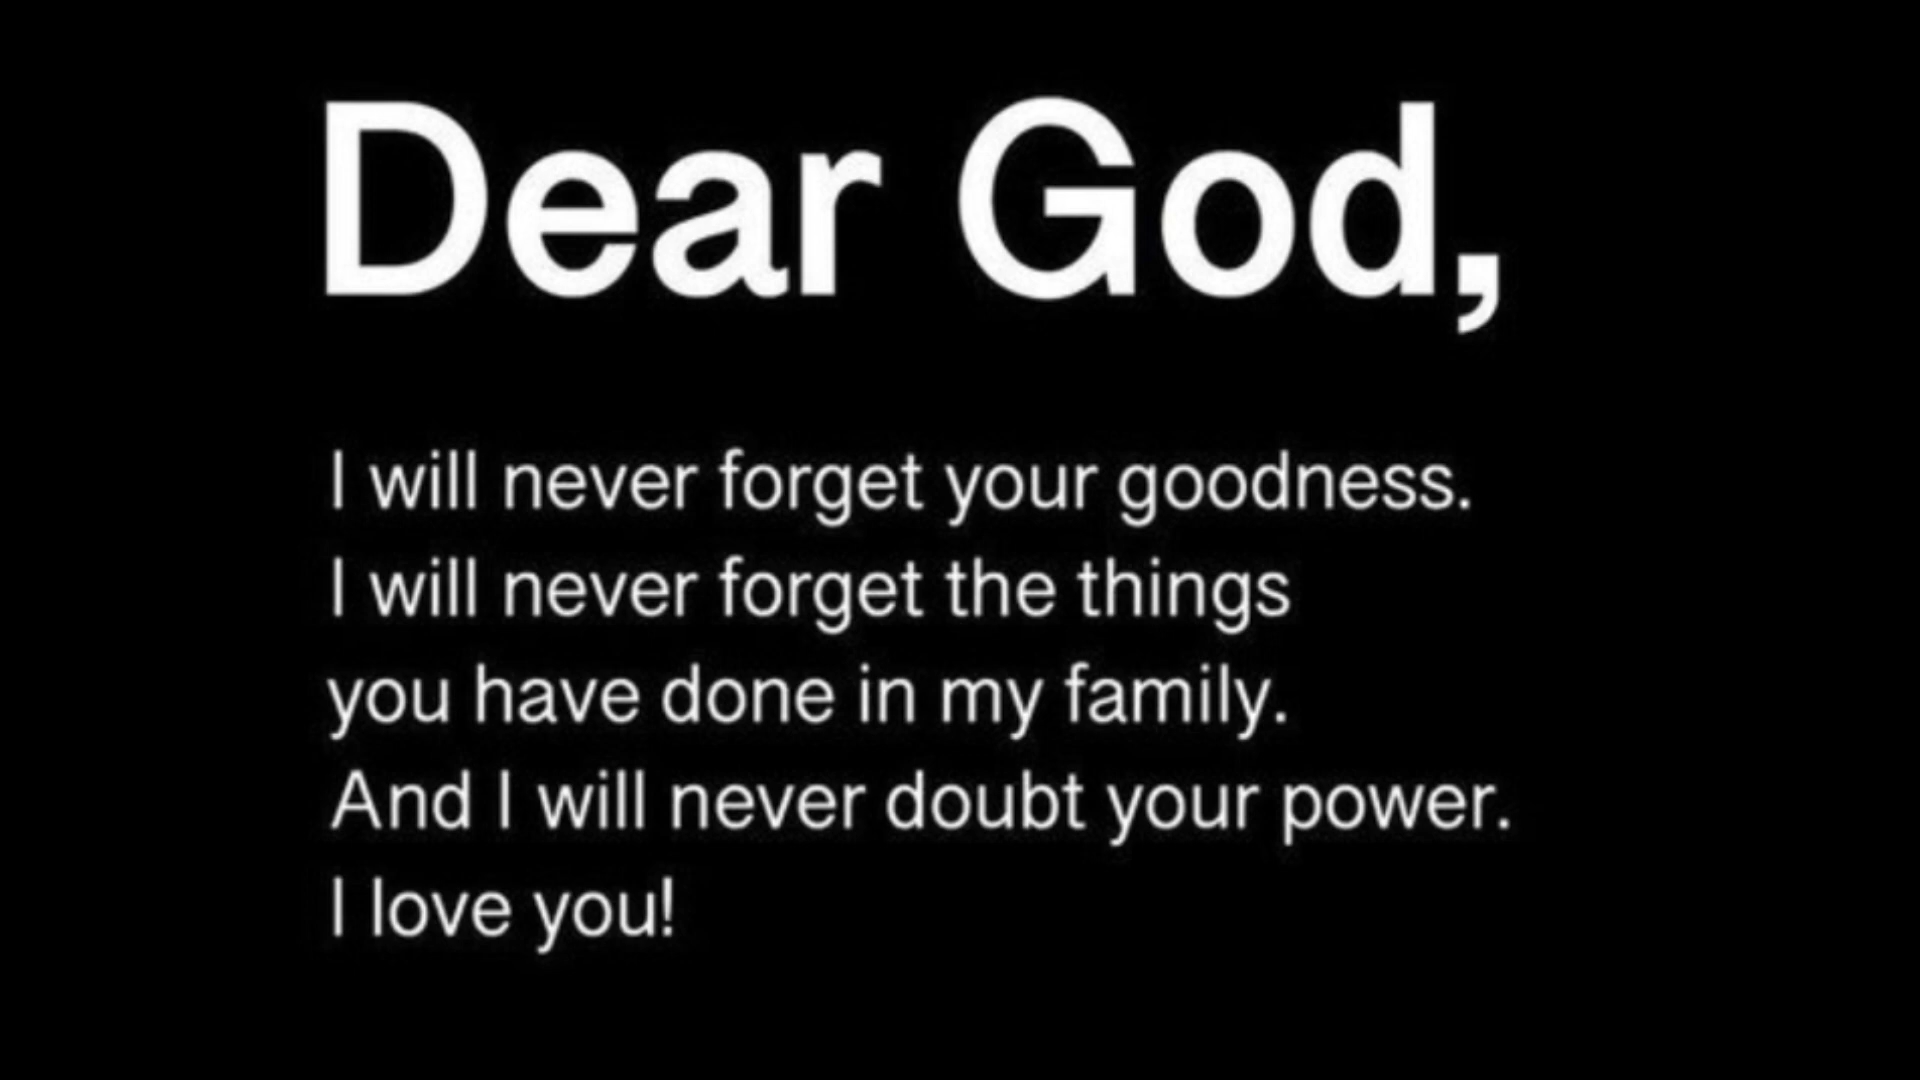 Dear God,
I will never forget your goodness.
I will never forget the things
you have done in my family.
And I will never doubt your power.
I love you!